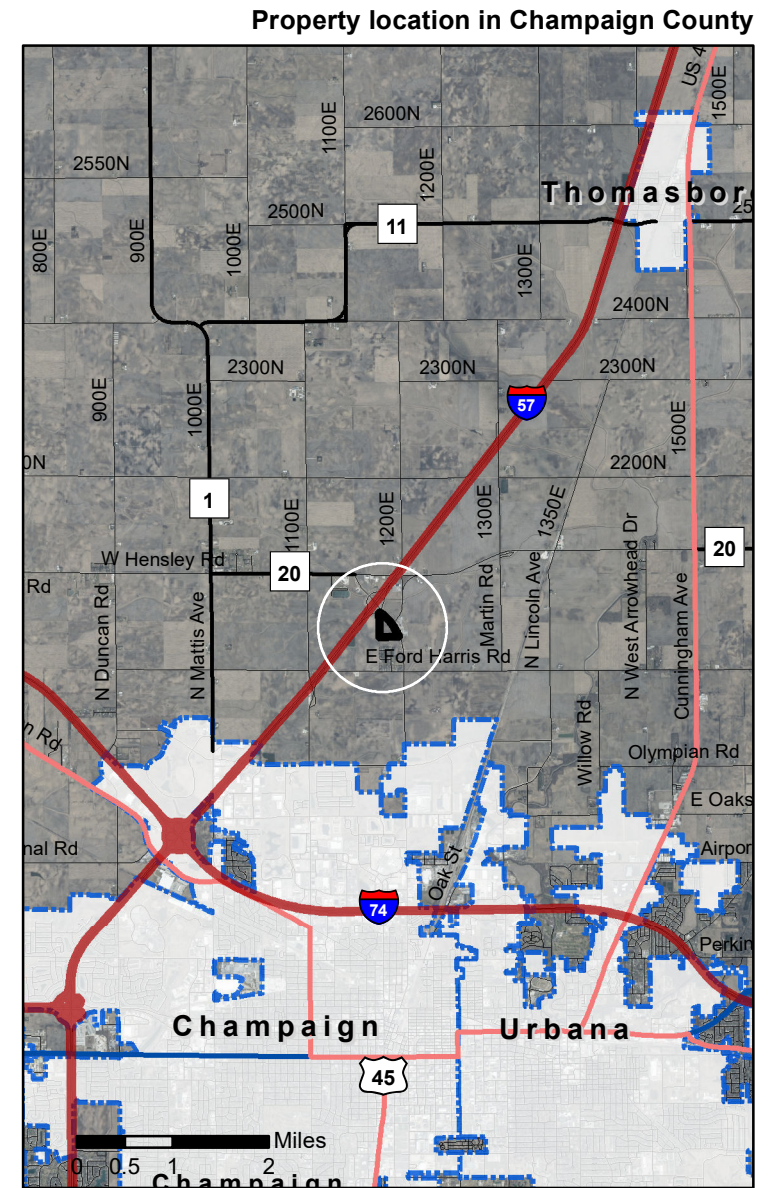 Property location in Champaign County
US 4
1500E
2600N
1100E
2550N
1200E
Thomasbor
2500N
25
11
800E
900E
1000E
1300E
2400N
2300N
2300N
2300N
900E
1000E
57
1500E
0N
2200N
1
1100E
1200E
1300E
1350E
W Hensley Rd
20
20
Rd
N Duncan Rd
N Mattis Ave
Martin Rd
N Lincoln Ave
N West Arrowhead Dr
Cunningham Ave
E Ford Harris Rd
n Rd
Willow Rd
Olympian Rd
E Oaks
nal Rd
Airpor
Oak St
74
Perkin
Champaign
Urbana
45
Miles
0 0.5 1 2
Champaign